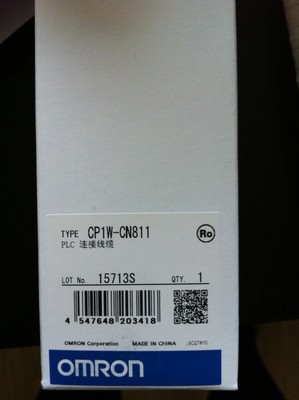 TYPE CP1W-CN811
PLC 连接线缆
Ro
LOT No. 15713S QTY. 1
4 547648 203418
OMRON Corporation MADE IN CHINA
OMRON